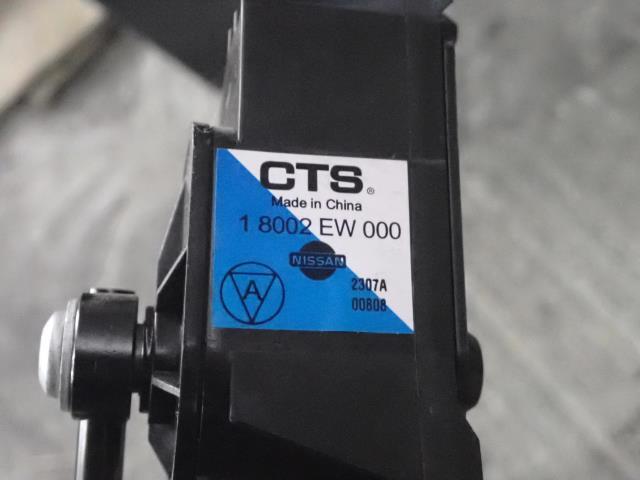 CTS®
Made in China
1 8002 EW 000
NISSAN
A
2307A
00808